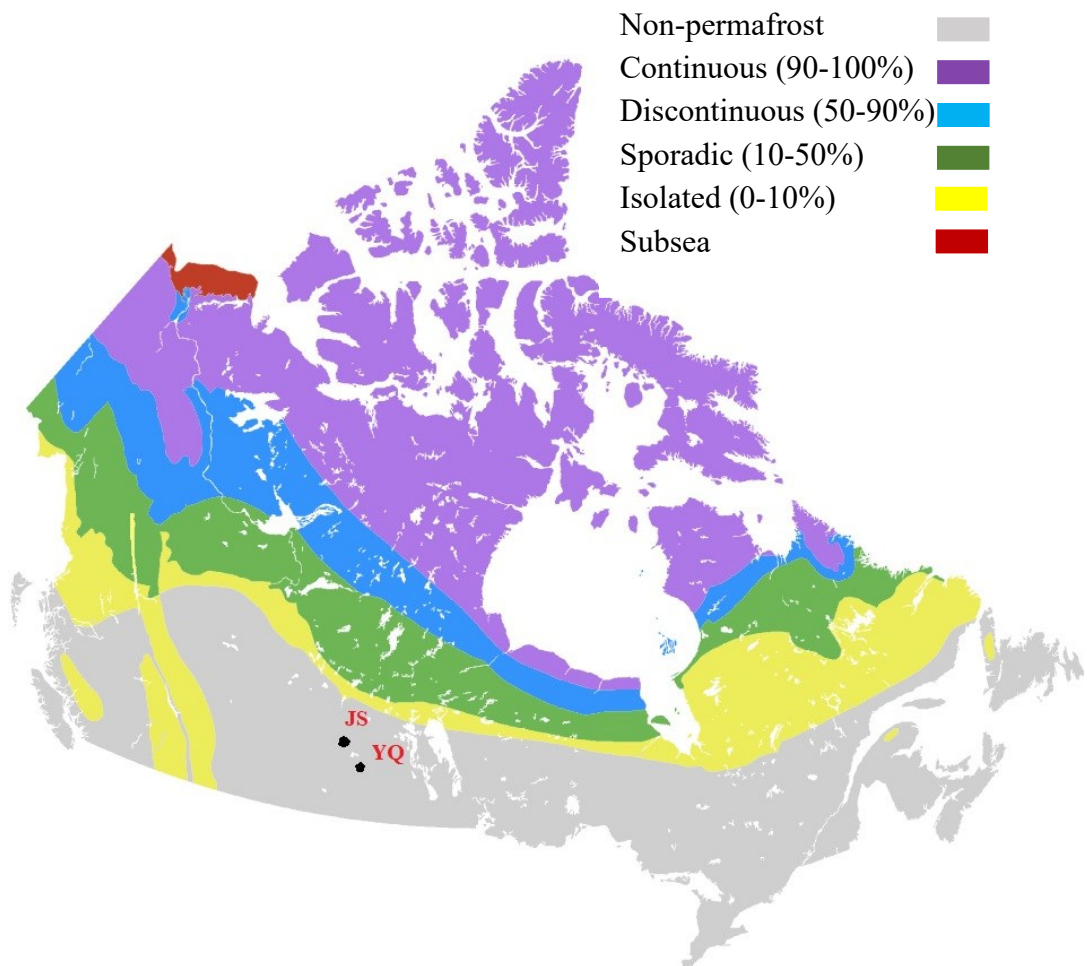 Non-permafrost
Continuous (90-100%)
Discontinuous (50-90%)
Sporadic (10-50%)
Isolated (0-10%)
Subsea
JS
YQ